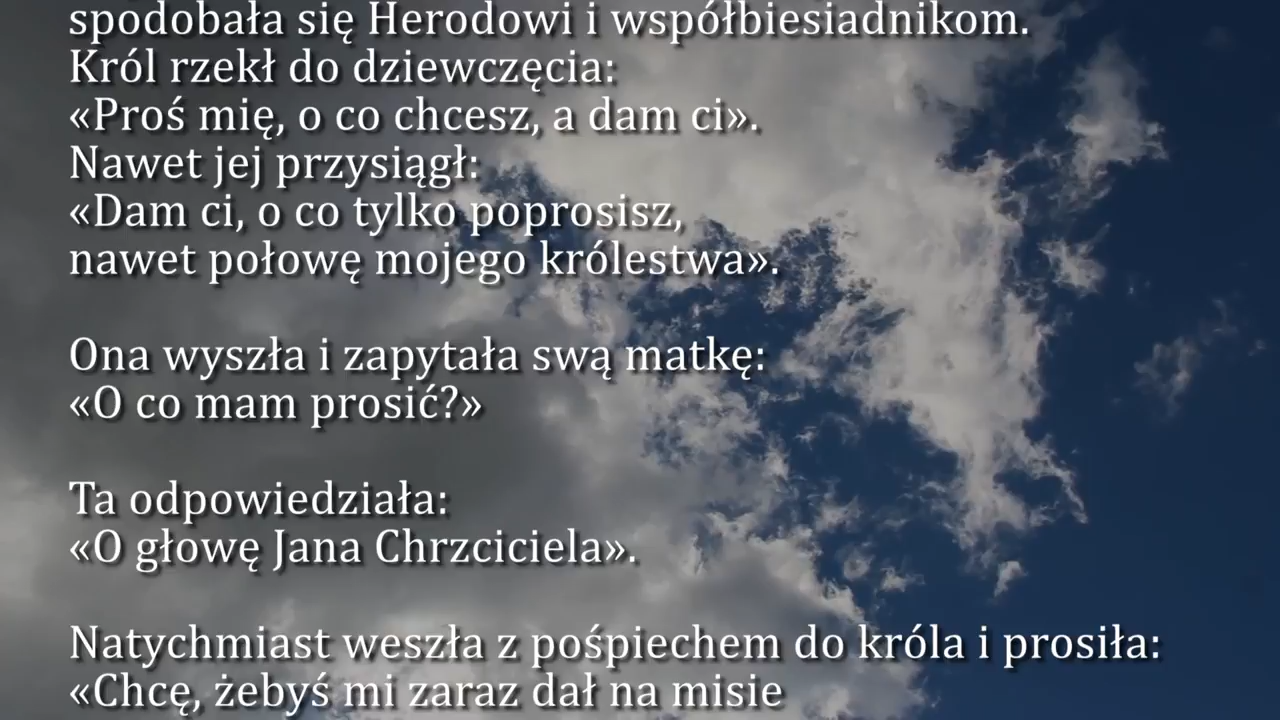 spodobała się Herodowi i współbiesiadnikom.
Król rzekł do dziewczęcia:
«Proś mię, o co chcesz, a dam ci».
Nawet jej przysiągł:
«Dam ci, o co tylko poprosisz,
nawet połowę mojego królestwa».
Ona wyszła i zapytała swą matkę:
«O co mam prosić?»
Ta odpowiedziała:
«O głowę Jana Chrzciciela».
Natychmiast weszła z pośpiechem do króla i prosiła:
«Chcę, żebyś mi zaraz dał na misie